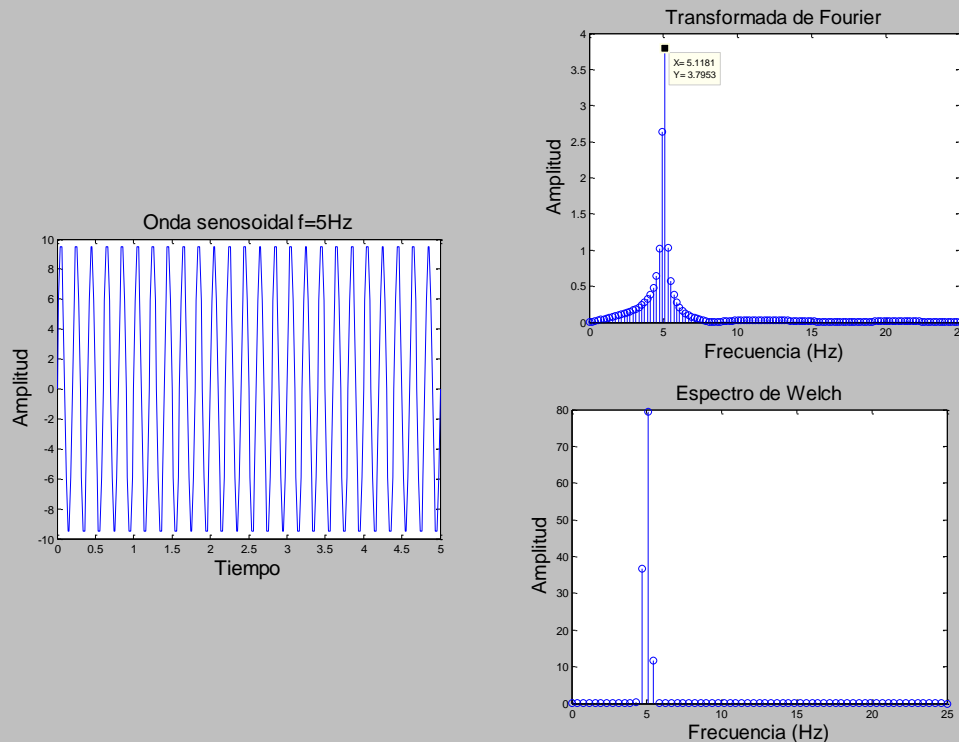 Transformada de Fourier
4
3.5
3
2.5
2
1.5
1
0.5
0
X= 5.1181
Y= 3.7953
Amplitud
0 5 10 15 20 25
Frecuencia (Hz)
Onda senosoidal f=5Hz
10
8
6
4
2
0
-2
-4
-6
-8
-10
Amplitud
0 0.5 1 1.5 2 2.5 3 3.5 4 4.5 5
Tiempo
Espectro de Welch
80
70
60
50
40
30
20
10
0
Amplitud
0 5 10 15 20 25
Frecuencia (Hz)